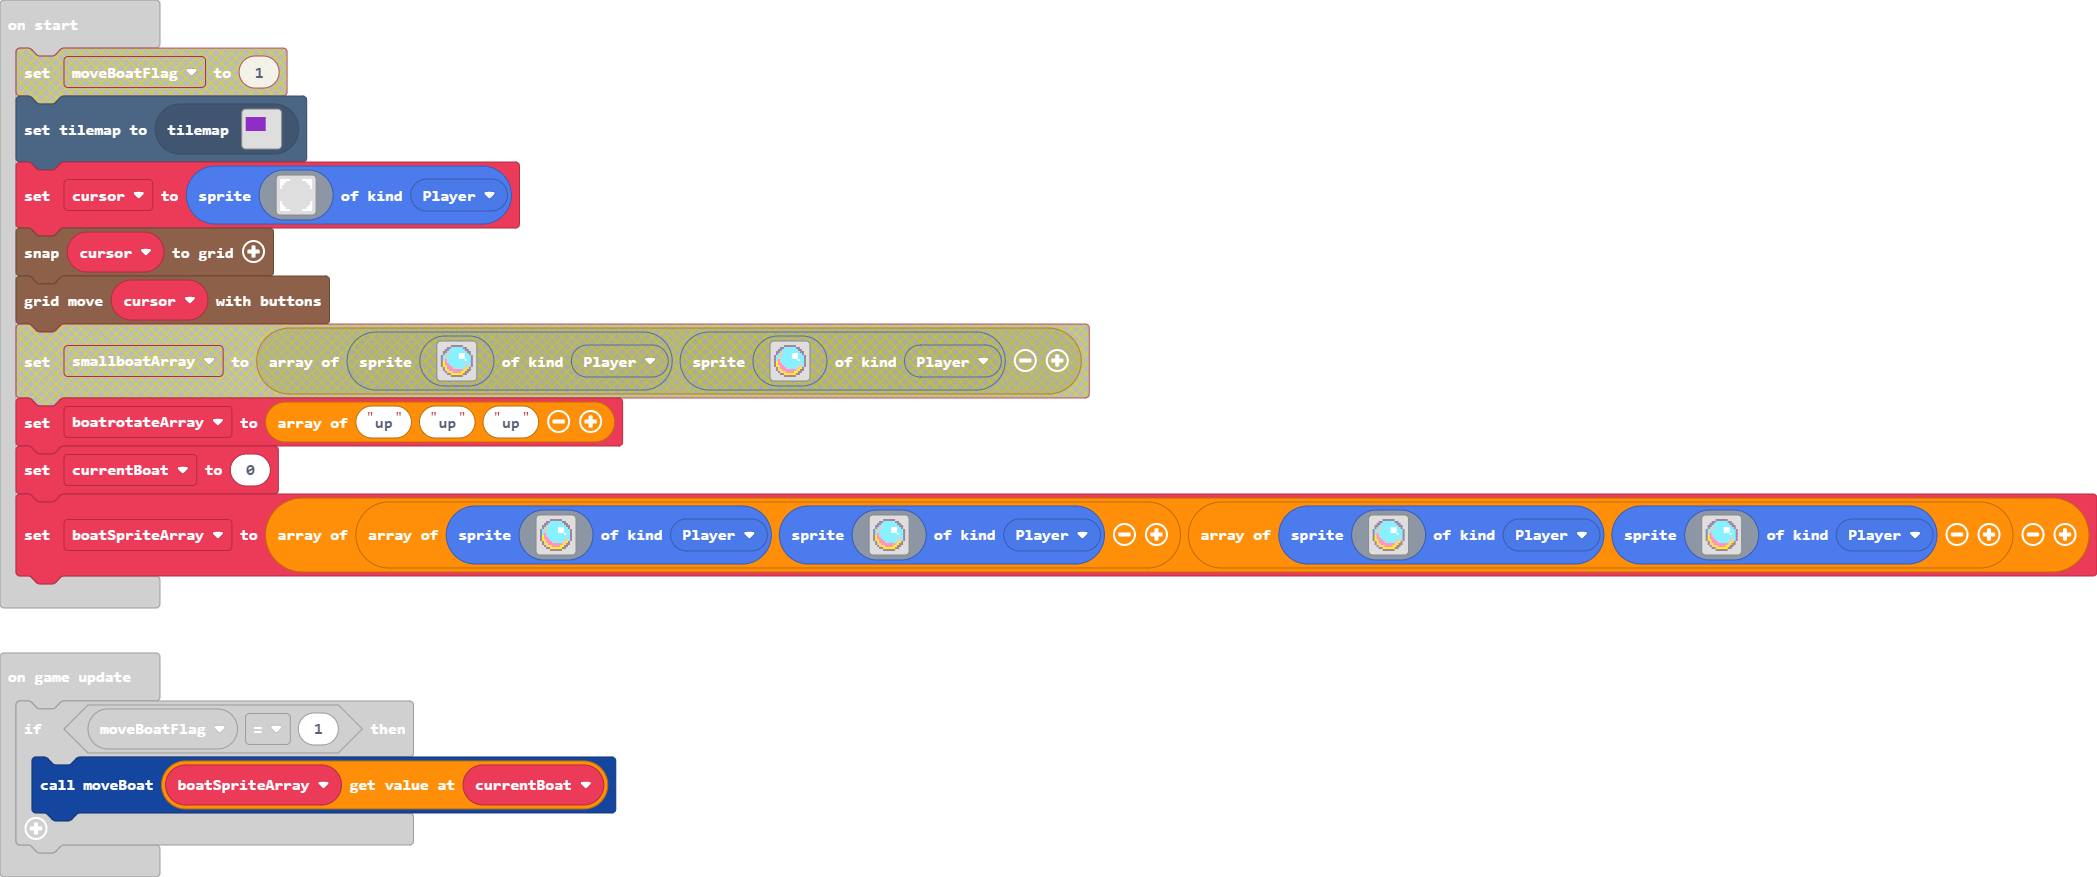 on start
set moveBoatFlag to 1
set tilemap to tilemap
set cursor to sprite of kind Player
snap cursor to grid
grid move cursor with buttons
set smallboatArray to array of sprite of kind Player sprite of kind Player
set boatrotateArray to array of "up" "up" "up"
set currentBoat to 0
set boatSpriteArray to array of array of sprite of kind Player sprite of kind Player array of sprite of kind Player sprite of kind Player
on game update
if moveBoatFlag = 1 then
call moveBoat boatSpriteArray get value at currentBoat